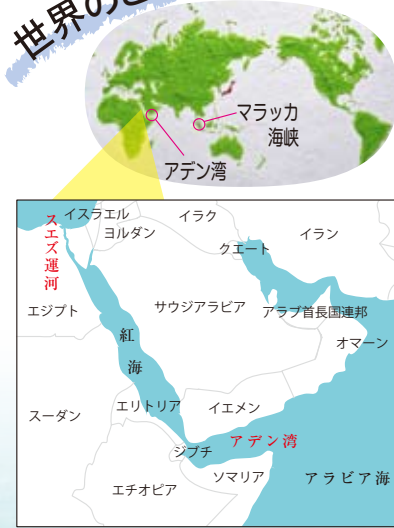 世界の
マラッカ
海峡
アデン湾
スエズ運河
イスラエル
ヨルダン
イラク
イラン
クエート
エジプト
サウジアラビア
アラブ首長国連邦
オマーン
紅海
スーダン
エリトリア
イエメン
アデン湾
ジブチ
ソマリア
アラビア海
エチオピア